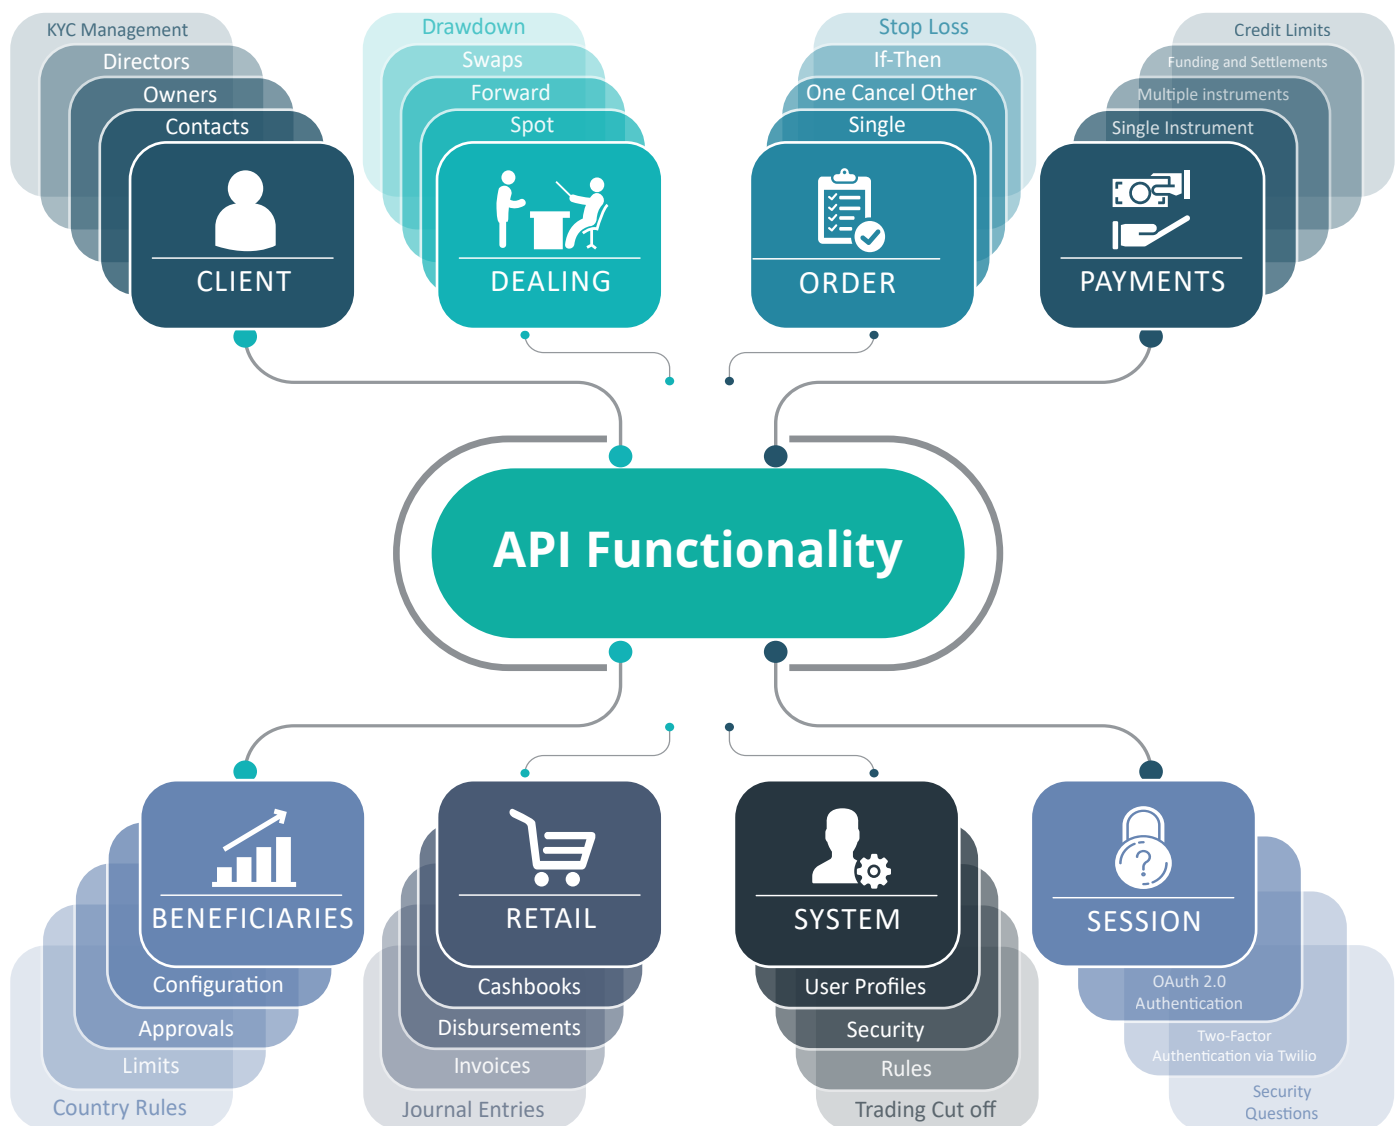 KYC Management
Directors
Owners
Contacts
CLIENT
Drawdown
Swaps
Forward
Spot
DEALING
Stop Loss
If-Then
One Cancel Other
Single
ORDER
Credit Limits
Funding and Settlements
Multiple instruments
Single Instrument
PAYMENTS
API Functionality
BENEFICIARIES
Configuration
Approvals
Limits
Country Rules
RETAIL
Cashbooks
Disbursements
Invoices
Journal Entries
SYSTEM
User Profiles
Security
Rules
Trading Cut off
SESSION
OAuth 2.0
Authentication
Two-Factor
Authentication via Twilio
Security
Questions
?